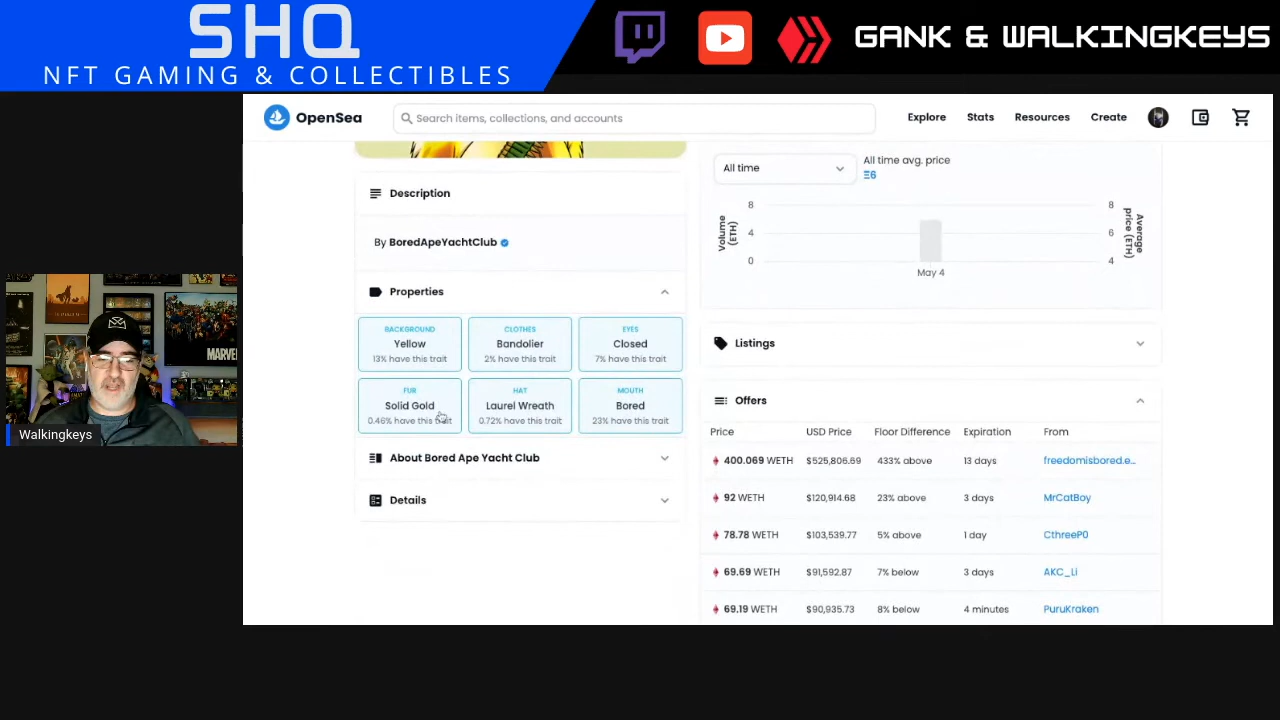 SHQ
NFT GAMING & COLLECTIBLES
GANK & WALKINGKEYS
OpenSea
Search items, collections, and accounts
Explore
Stats
Resources
Create
Description
By BoredApeYachtClub
Properties
BACKGROUND
Yellow
13% have this trait
CLOTHES
Bandolier
2% have this trait
EYES
Closed
7% have this trait
FUR
Solid Gold
0.46% have this trait
HAT
Laurel Wreath
0.72% have this trait
MOUTH
Bored
23% have this trait
About Bored Ape Yacht Club
Details
All time
All time avg. price
Ξ6
Volume (ETH)
8
4
0
May 4
8
6
4
Average price (ETH)
Listings
Offers
Price USD Price Floor Difference Expiration From
400.069 WETH $525,806.69 433% above 13 days freedomisbored.e...
92 WETH $120,914.68 23% above 3 days MrCatBoy
78.78 WETH $103,539.77 5% above 1 day CthreeP0
69.69 WETH $91,592.87 7% below 3 days AKC_Li
69.19 WETH $90,935.73 8% below 4 minutes PuruKraken
MARVE
Walkingkeys